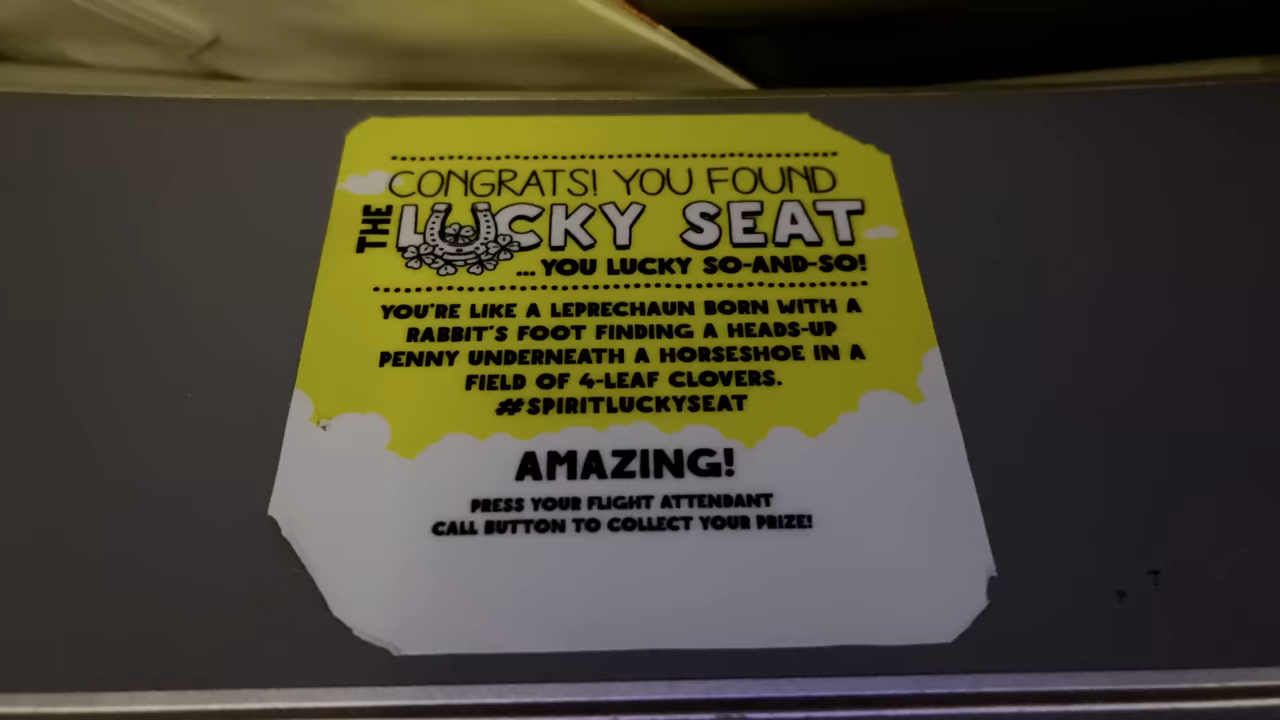 CONGRATS! YOU FOUND
THE LUCKY SEAT
... YOU LUCKY SO-AND-SO!
YOU'RE LIKE A LEPRECHAUN BORN WITH A
RABBIT'S FOOT FINDING A HEADS-UP
PENNY UNDERNEATH A HORSESHOE IN A
FIELD OF 4-LEAF CLOVERS.
#SPIRITLUCKYSEAT
AMAZING!
PRESS YOUR FLIGHT ATTENDANT
CALL BUTTON TO COLLECT YOUR PRIZE!